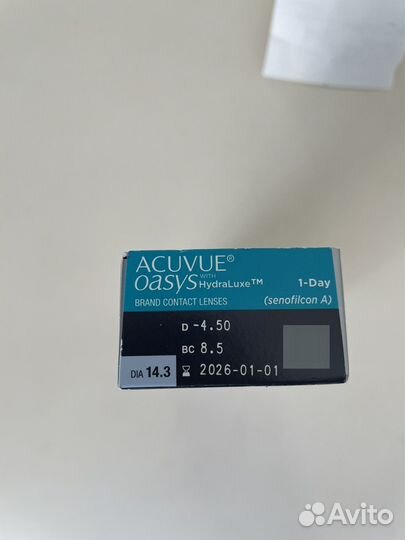 ACUVUE®
OASYS WITH HydraLuxe™ 1-Day
BRAND CONTACT LENSES (senofilcon A)
D -4.50
BC 8.5
DIA 14.3 2026-01-01
Avito